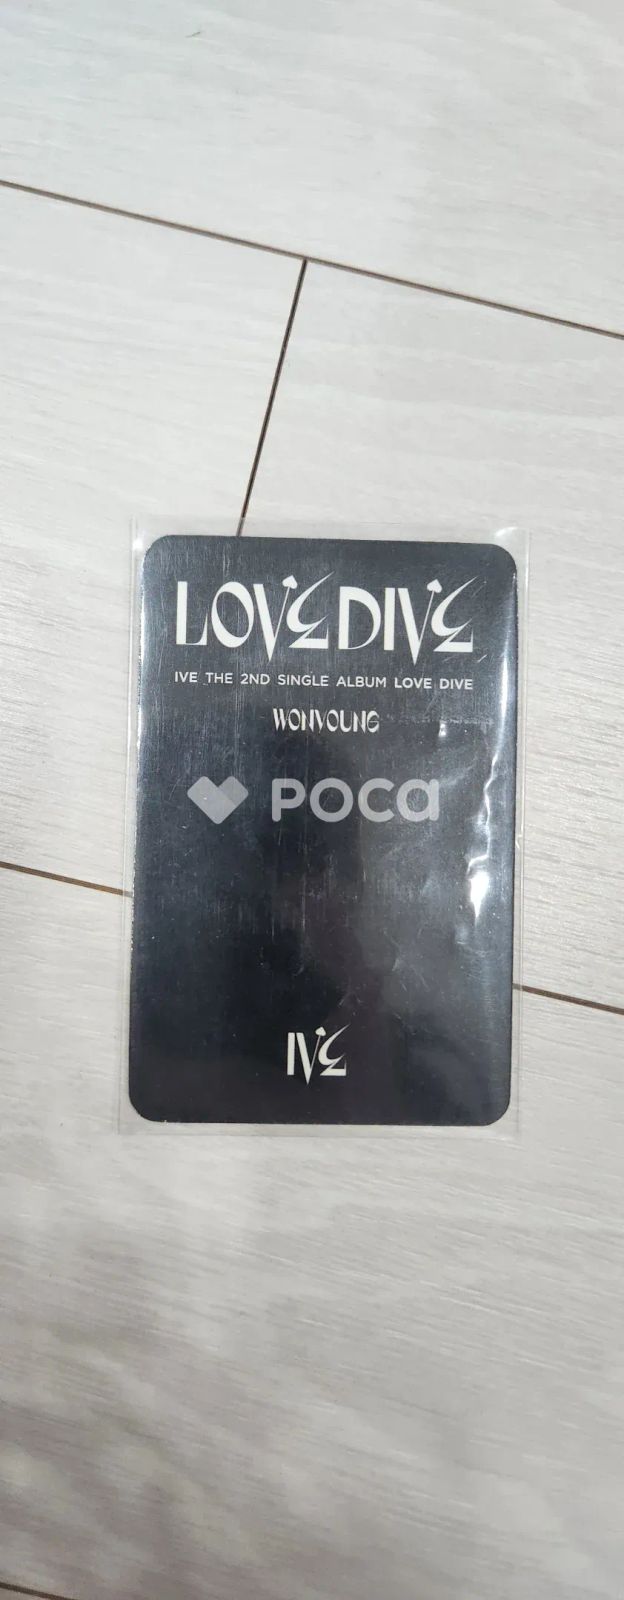 LOVE DIVE
IVE THE 2ND SINGLE ALBUM LOVE DIVE
WONYOUNG
POCA
IVE